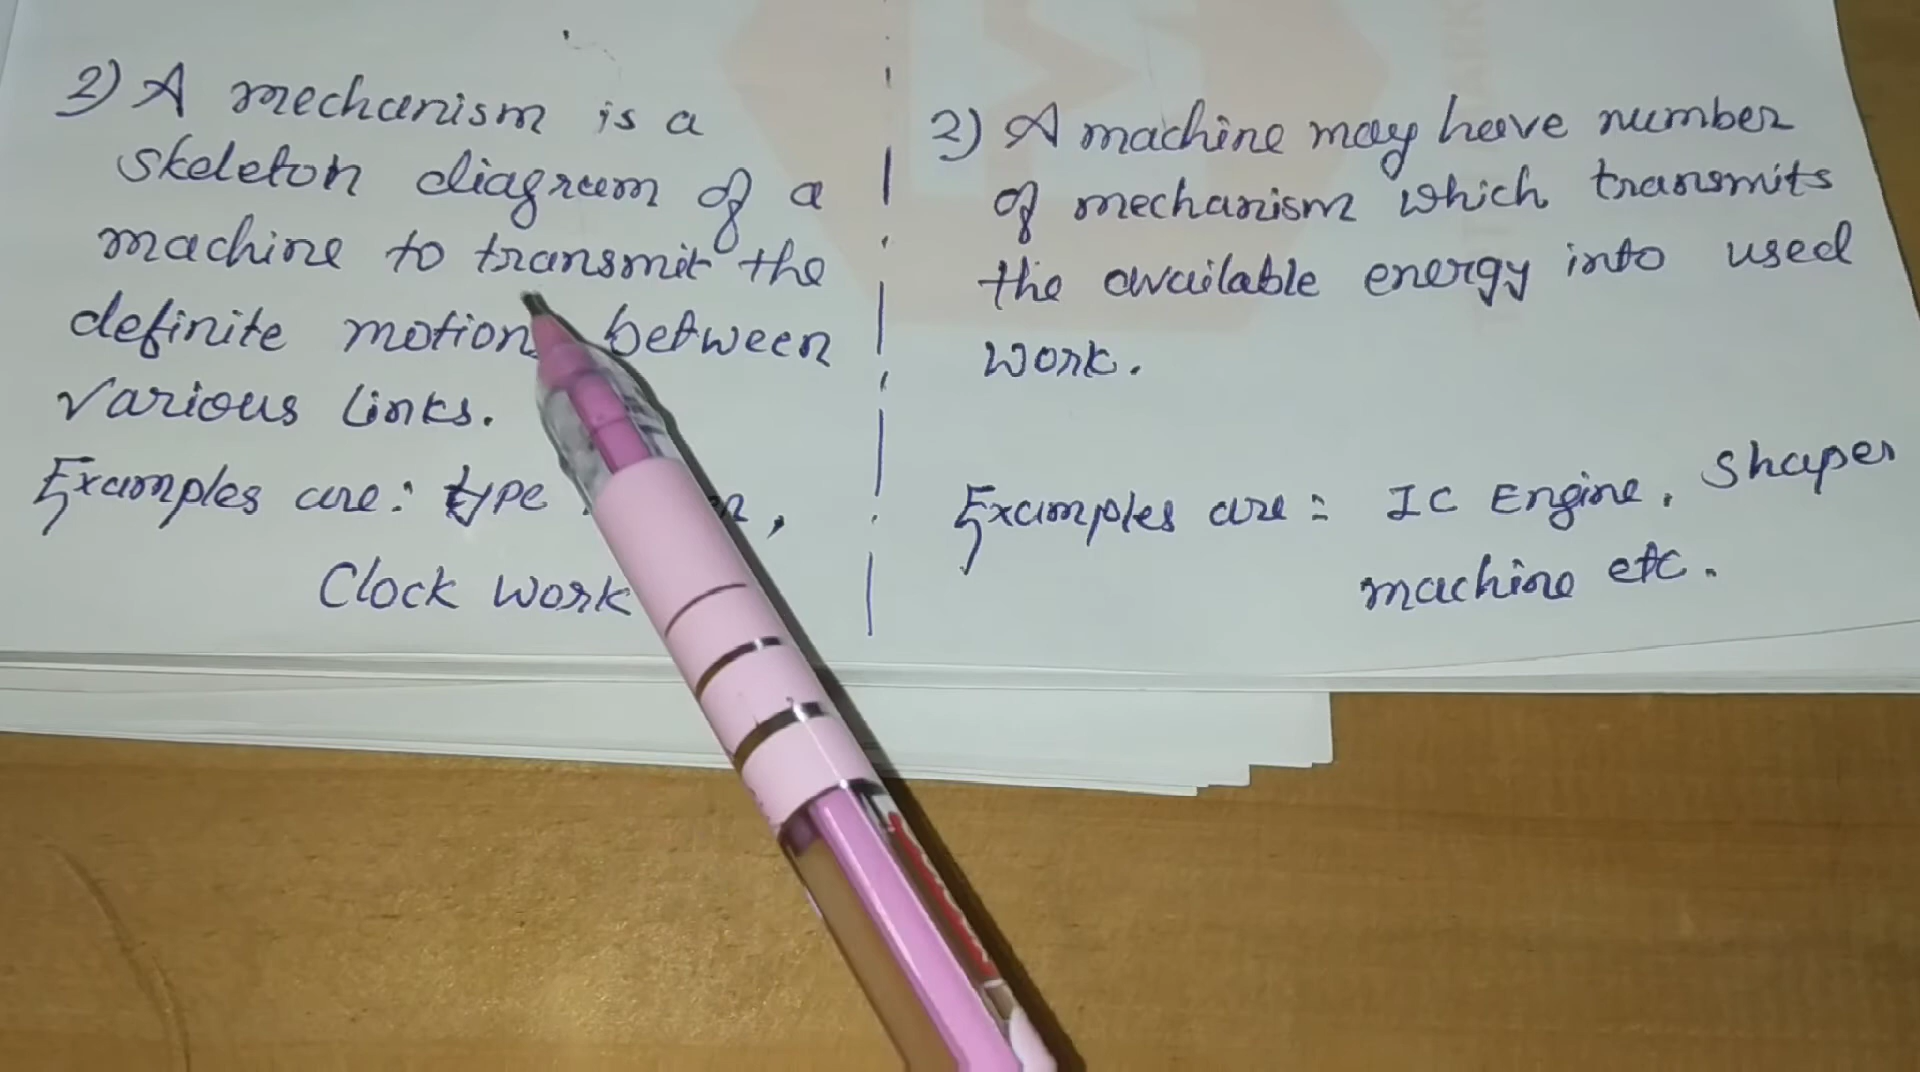 2) A mechanism is a
skeleton diagram of a
machine to transmit the
definite motion between
various links.
Examples are: type
Clock work
2) A machine may have number
of mechanism which transmits
the available energy into used
work.
Examples are: IC Engine, Shaper
machine etc.